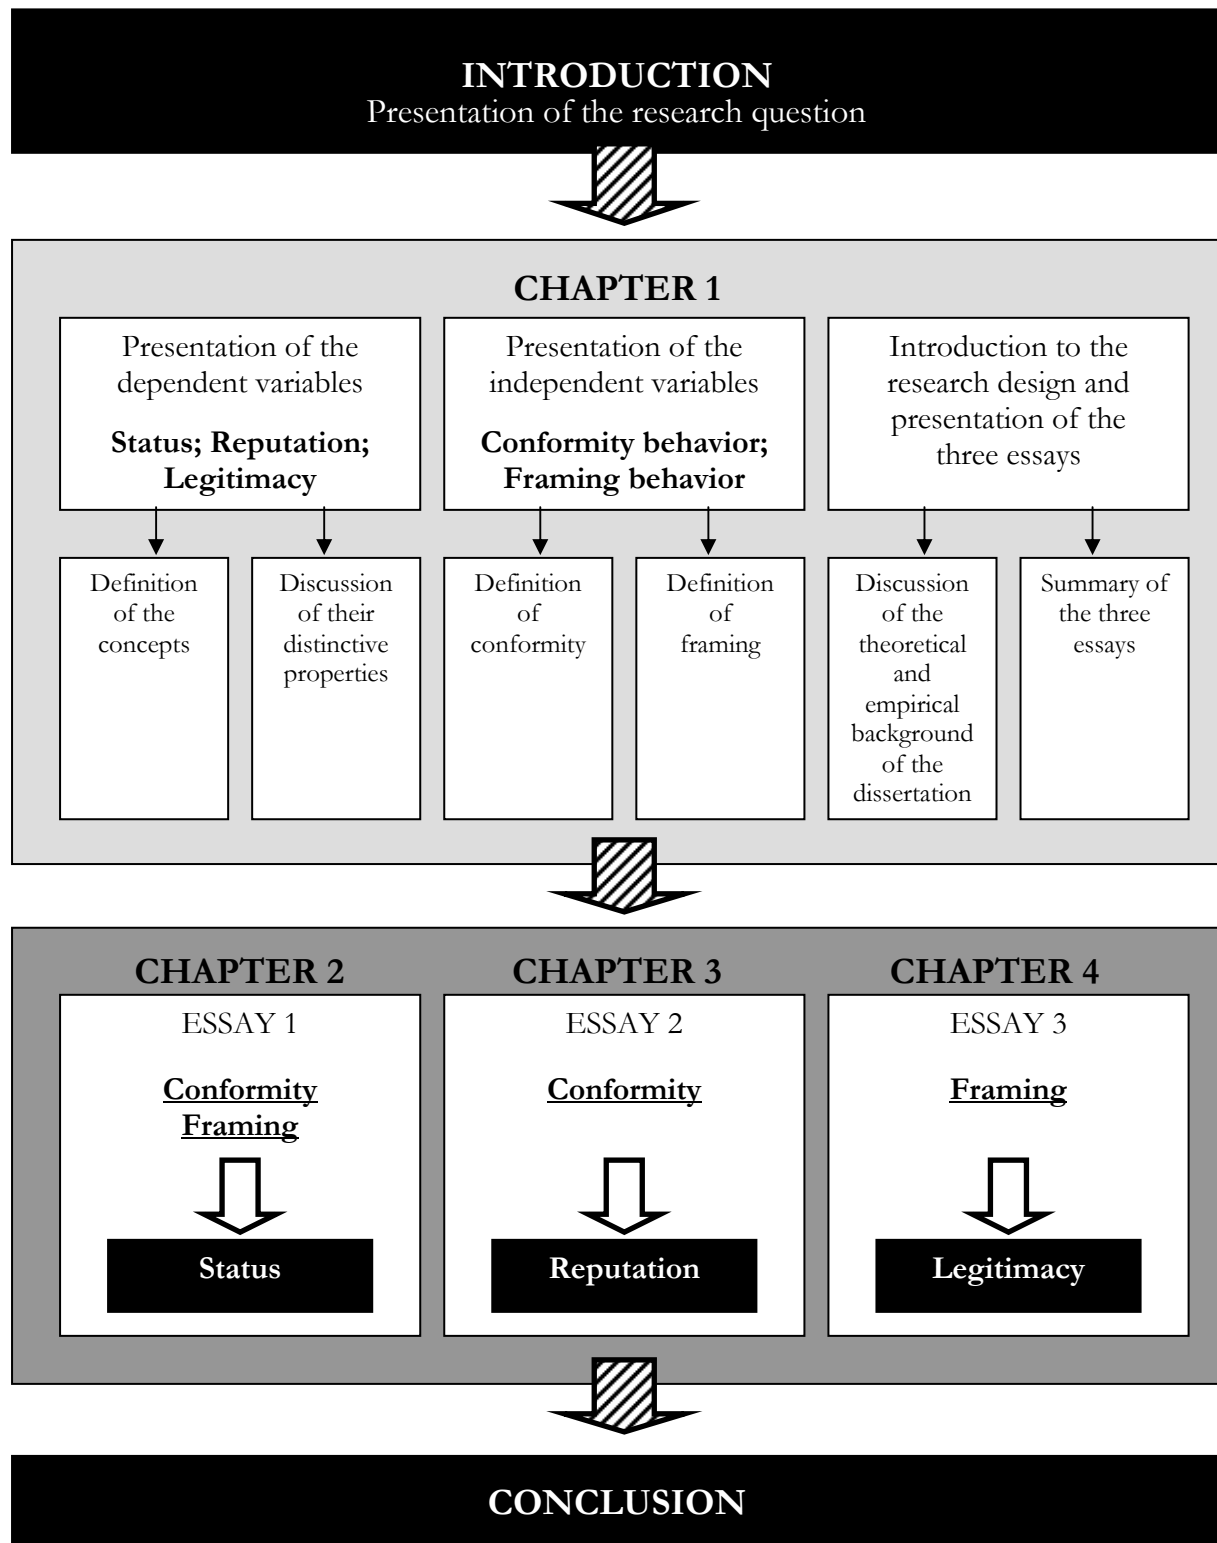 INTRODUCTION
Presentation of the research question
CHAPTER 1
Presentation of the
dependent variables
Status; Reputation;
Legitimacy
Presentation of the
independent variables
Conformity behavior;
Framing behavior
Introduction to the
research design and
presentation of the
three essays
Definition
of the
concepts
Discussion
of their
distinctive
properties
Definition
of
conformity
Definition
of
framing
Discussion
of the
theoretical
and
empirical
background
of the
dissertation
Summary of
the three
essays
CHAPTER 2
ESSAY 1
Conformity
Framing
Status
CHAPTER 3
ESSAY 2
Conformity
Reputation
CHAPTER 4
ESSAY 3
Framing
Legitimacy
CONCLUSION